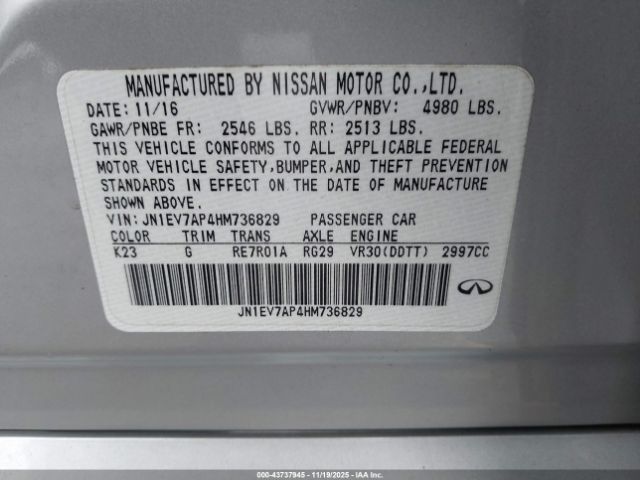 MANUFACTURED BY NISSAN MOTOR CO.,LTD.
DATE: 11/16 GVWR/PNBV: 4980 LBS.
GAWR/PNBE FR: 2546 LBS. RR: 2513 LBS.
THIS VEHICLE CONFORMS TO ALL APPLICABLE FEDERAL
MOTOR VEHICLE SAFETY,BUMPER,AND THEFT PREVENTION
STANDARDS IN EFFECT ON THE DATE OF MANUFACTURE
SHOWN ABOVE.
VIN: JN1EV7AP4HM736829 PASSENGER CAR
COLOR TRIM TRANS AXLE ENGINE
K23 G RE7R01A RG29 VR30(DDTT) 2997CC
JN1EV7AP4HM736829
000-43737945 - 11/19/2025 - IAA Inc.